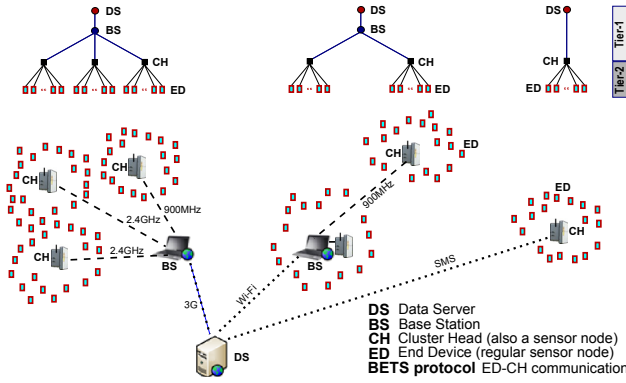 DS
BS
CH
ED
DS
BS
CH
ED
DS
CH
ED
Tier-1
Tier-2
CH
CH
900MHz
2.4GHz
2.4GHz
CH
BS
3G
ED
CH
900MHz
BS
Wi-Fi
ED
CH
SMS
DS
DS Data Server
BS Base Station
CH Cluster Head (also a sensor node)
ED End Device (regular sensor node)
BETS protocol ED-CH communication